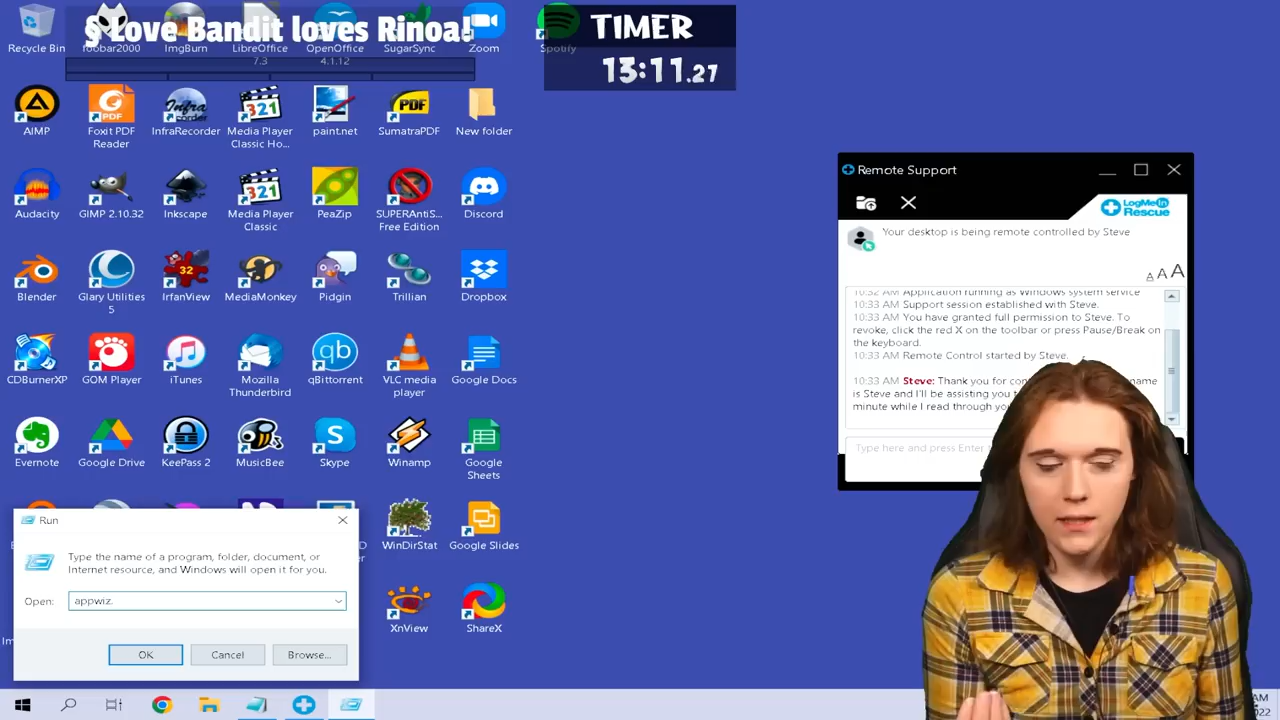 $ Love Bandit loves Rinoa!
TIMER
13:11.27
Recycle Bin
foobar2000
ImgBurn
LibreOffice
7.3
OpenOffice
4.1.12
SugarSync
Zoom
Spotify
AIMP
Foxit PDF
Reader
InfraRecorder
Media Player
Classic Ho...
paint.net
SumatraPDF
New folder
Audacity
GIMP 2.10.32
Inkscape
Media Player
Classic
PeaZip
SUPERAntiS...
Free Edition
Discord
Blender
Glary Utilities
5
IrfanView
MediaMonkey
Pidgin
Trillian
Dropbox
CDBurnerXP
GOM Player
iTunes
Mozilla
Thunderbird
qBittorrent
VLC media
player
Google Docs
Evernote
Google Drive
KeePass 2
MusicBee
Skype
Winamp
Google
Sheets
WinDirStat
Google Slides
XnView
ShareX
Run
Type the name of a program, folder, document, or
Internet resource, and Windows will open it for you.
Open:
appwiz.
OK
Cancel
Browse...
Remote Support
LogMeIn
Rescue
Your desktop is being remote controlled by Steve
A A A
Application running as Windows system service
10:33 AM Support session established with Steve.
10:33 AM You have granted full permission to Steve. To
revoke, click the red X on the toolbar or press Pause/Break on
the keyboard.
10:33 AM Remote Control started by Steve.
10:33 AM Steve: Thank you for name
is Steve and I'll be assisting you
minute while I read through
Type here and press Enter
AM
2022